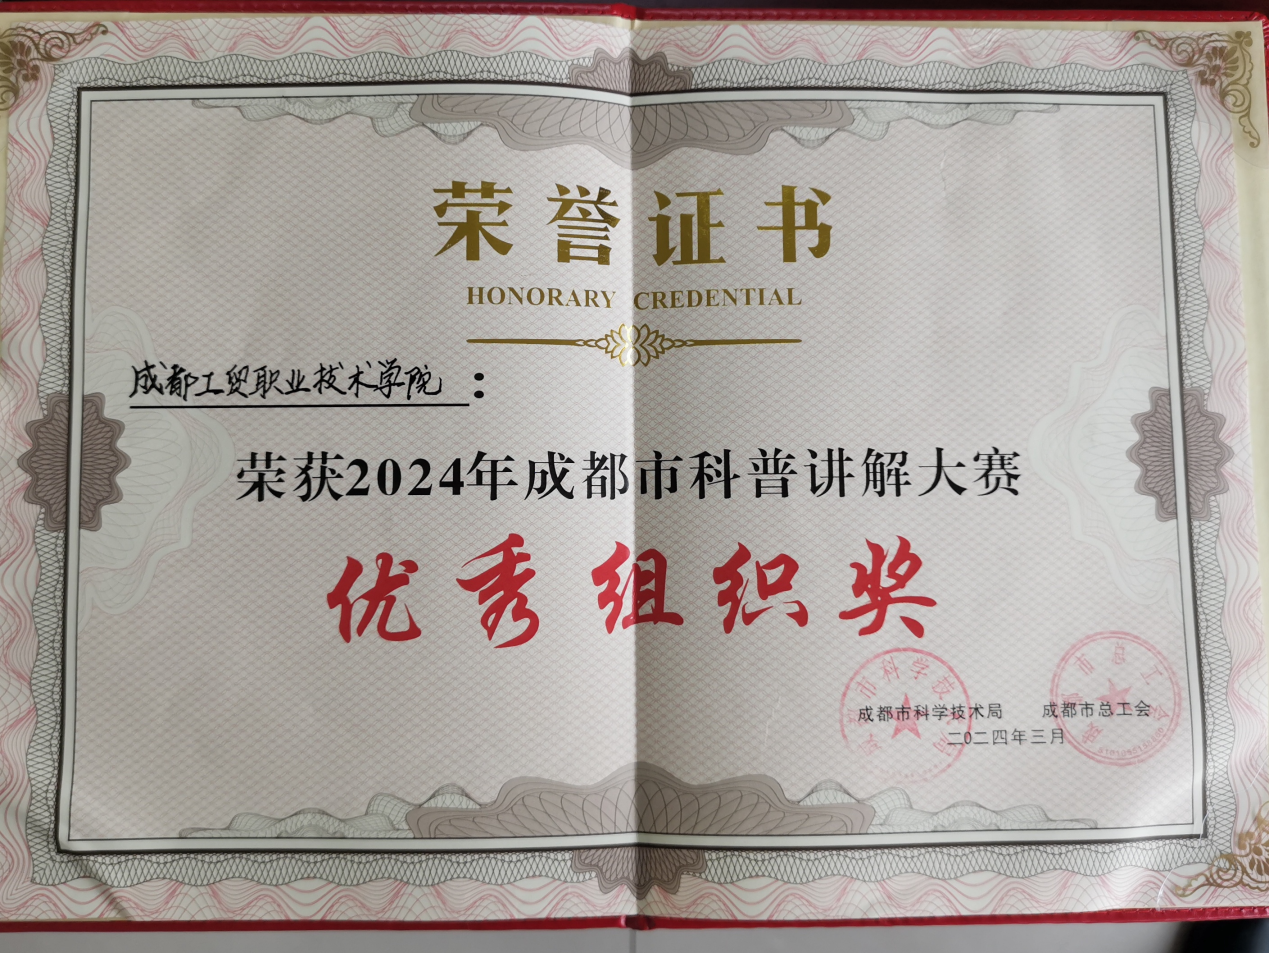 荣誉证书
HONORARY CREDENTIAL
成都工贸职业技术学院：
荣获2024年成都市科普讲解大赛
优秀组织奖
成都市科学技术局 成都市总工会
二〇二四年三月